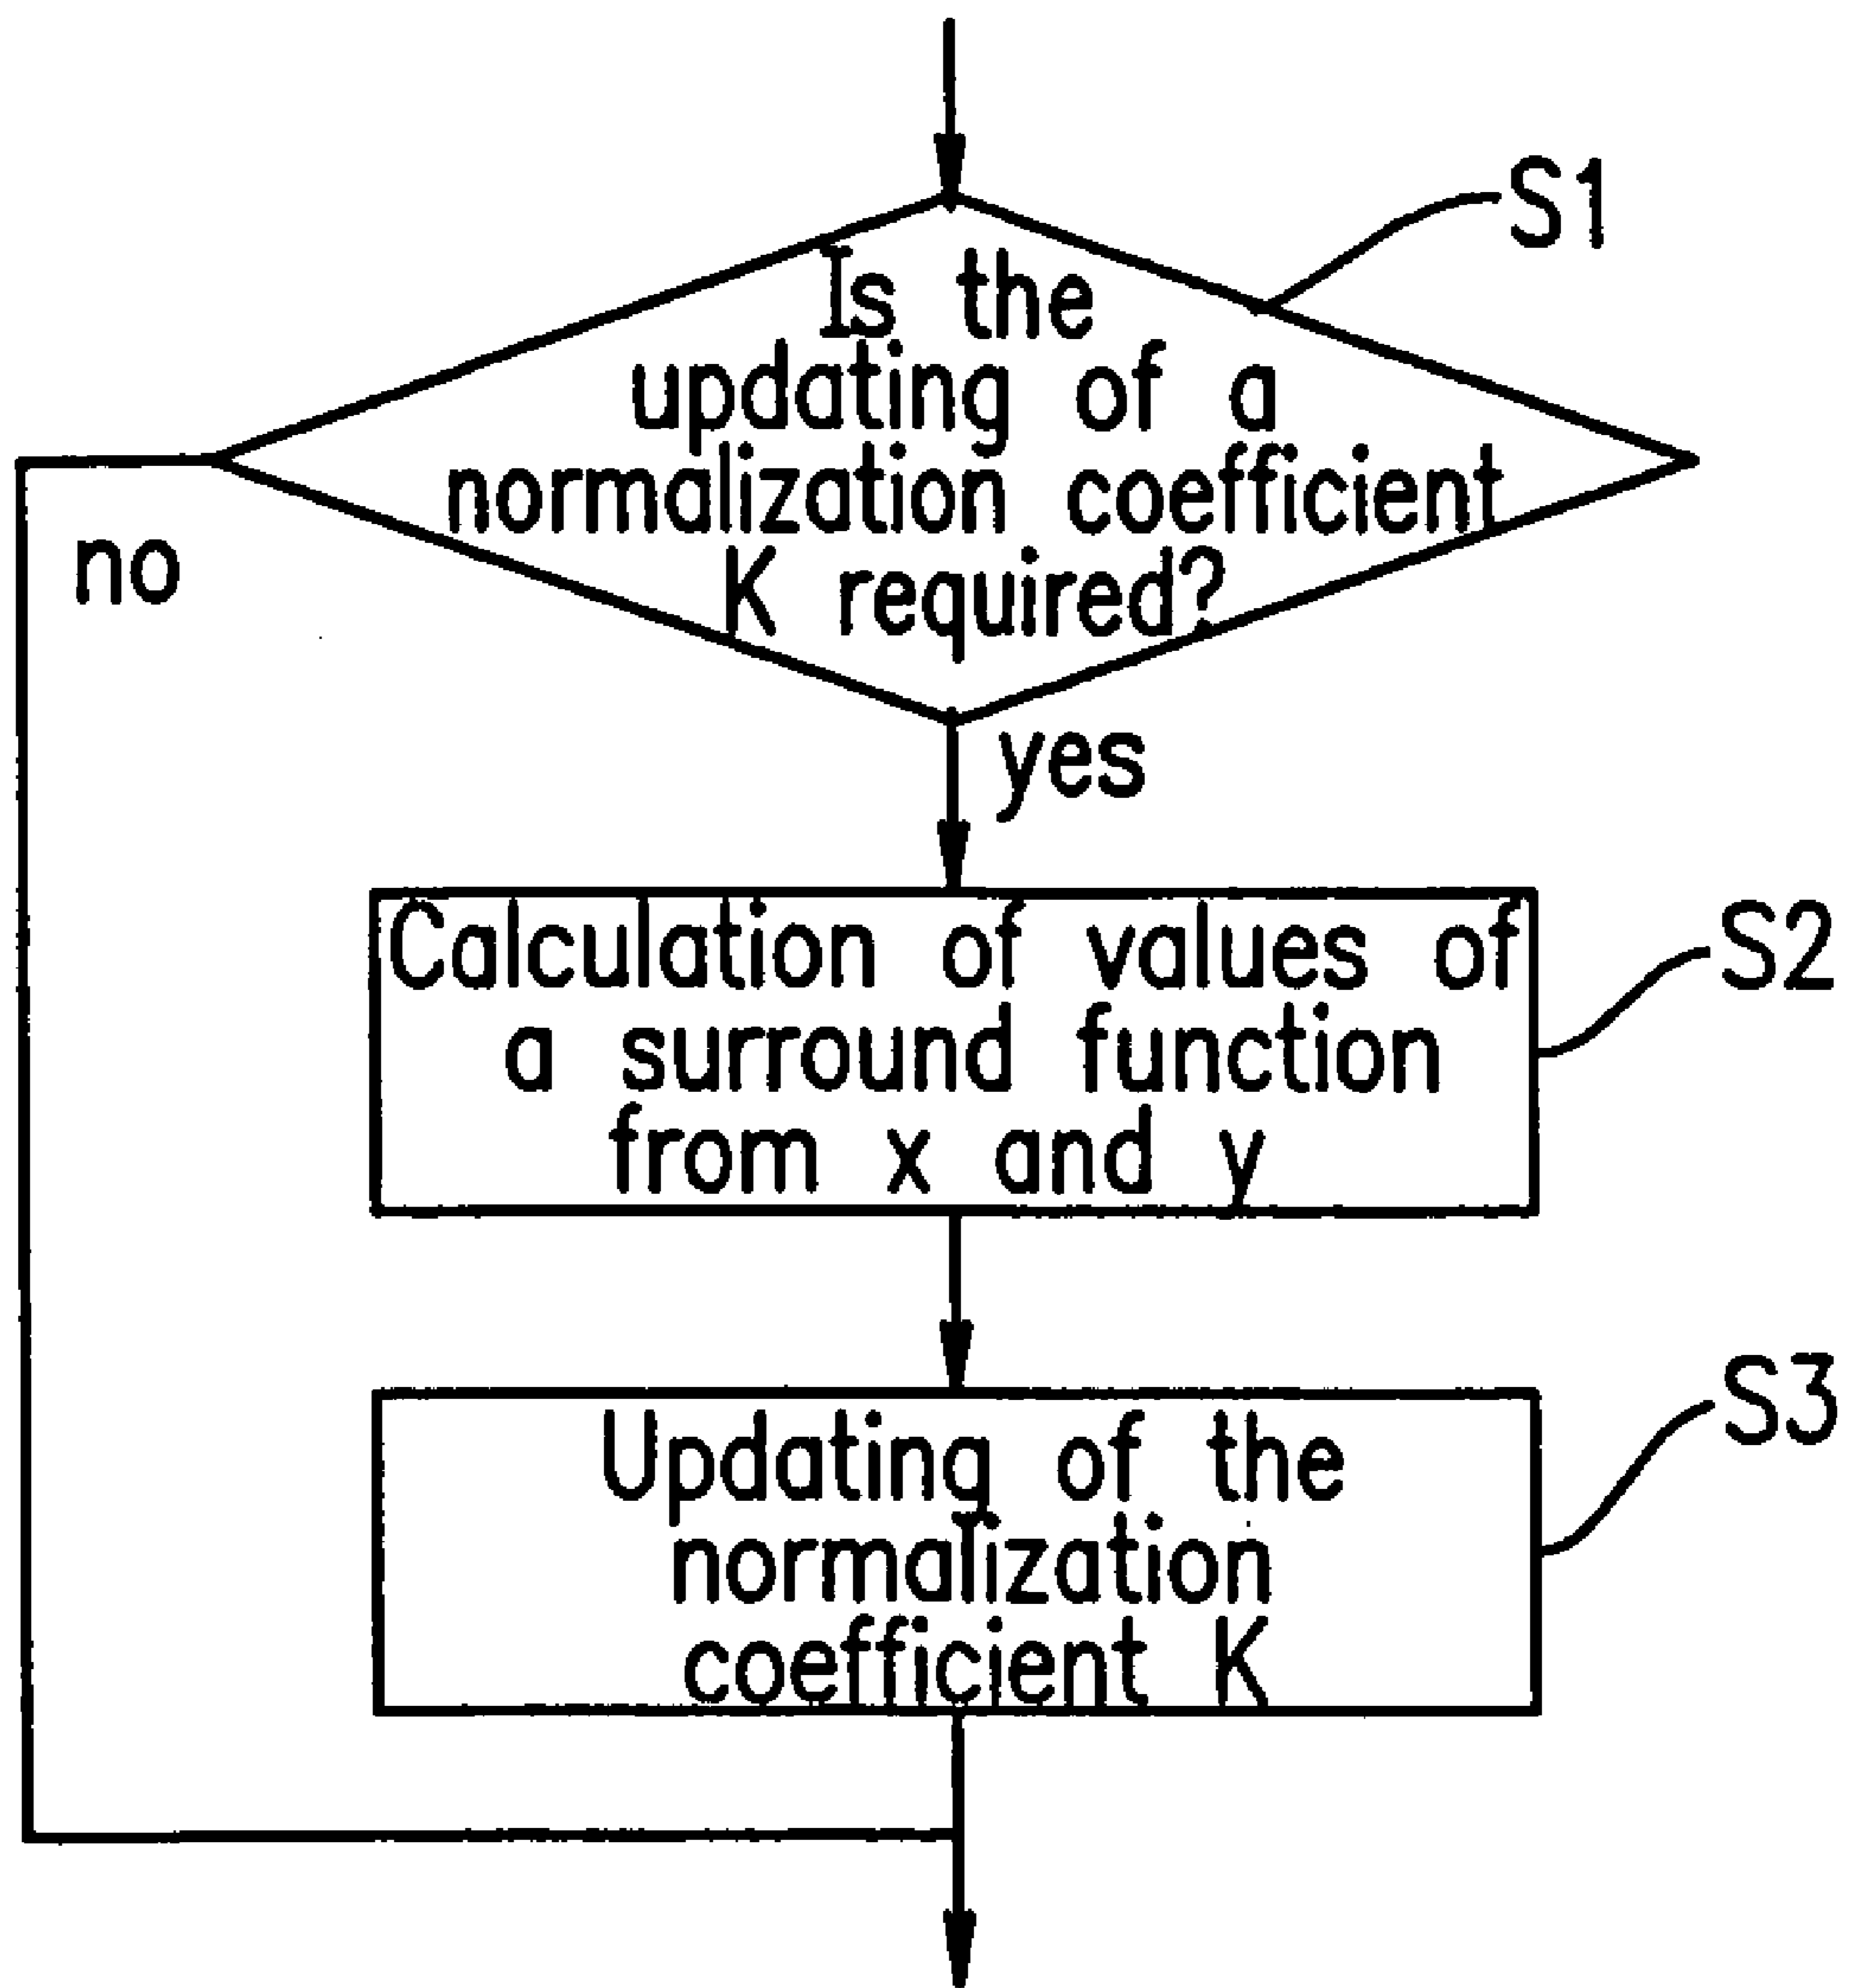 S1
Is the
updating of a
normalization coefficient
K required?
no
yes
Calculation of values of
a surround function
from x and y
S2
Updating of the
normalization
coefficient K
S3